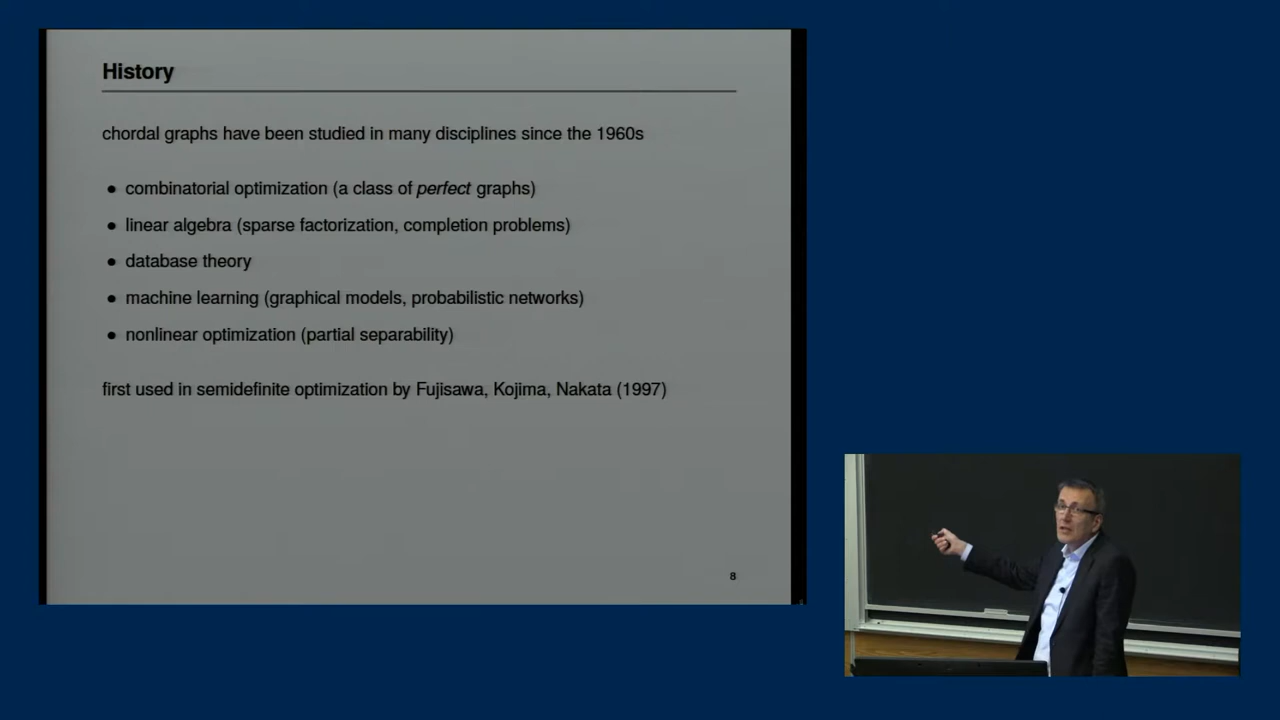 History
chordal graphs have been studied in many disciplines since the 1960s
● combinatorial optimization (a class of perfect graphs)
● linear algebra (sparse factorization, completion problems)
● database theory
● machine learning (graphical models, probabilistic networks)
● nonlinear optimization (partial separability)
first used in semidefinite optimization by Fujisawa, Kojima, Nakata (1997)
8